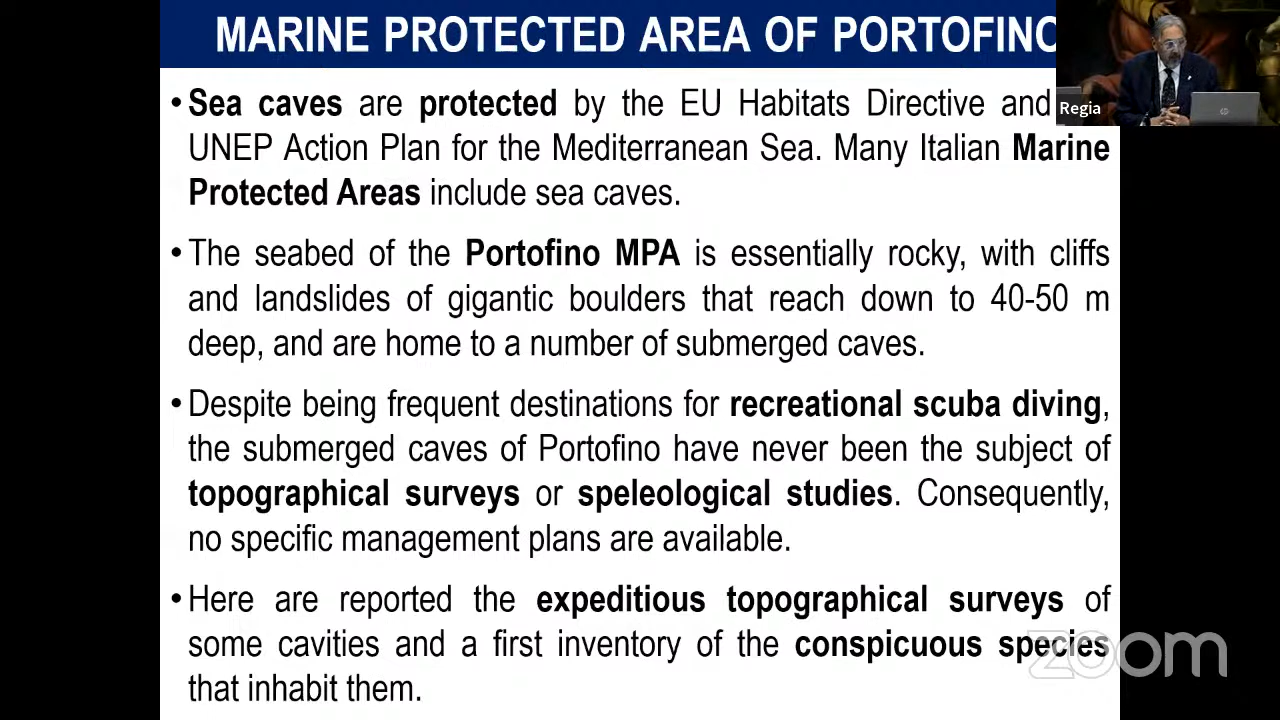 MARINE PROTECTED AREA OF PORTOFINO
Regia
• Sea caves are protected by the EU Habitats Directive and
UNEP Action Plan for the Mediterranean Sea. Many Italian Marine
Protected Areas include sea caves.
• The seabed of the Portofino MPA is essentially rocky, with cliffs
and landslides of gigantic boulders that reach down to 40-50 m
deep, and are home to a number of submerged caves.
• Despite being frequent destinations for recreational scuba diving,
the submerged caves of Portofino have never been the subject of
topographical surveys or speleological studies. Consequently,
no specific management plans are available.
• Here are reported the expeditious topographical surveys of
some cavities and a first inventory of the conspicuous species
that inhabit them.
zoom